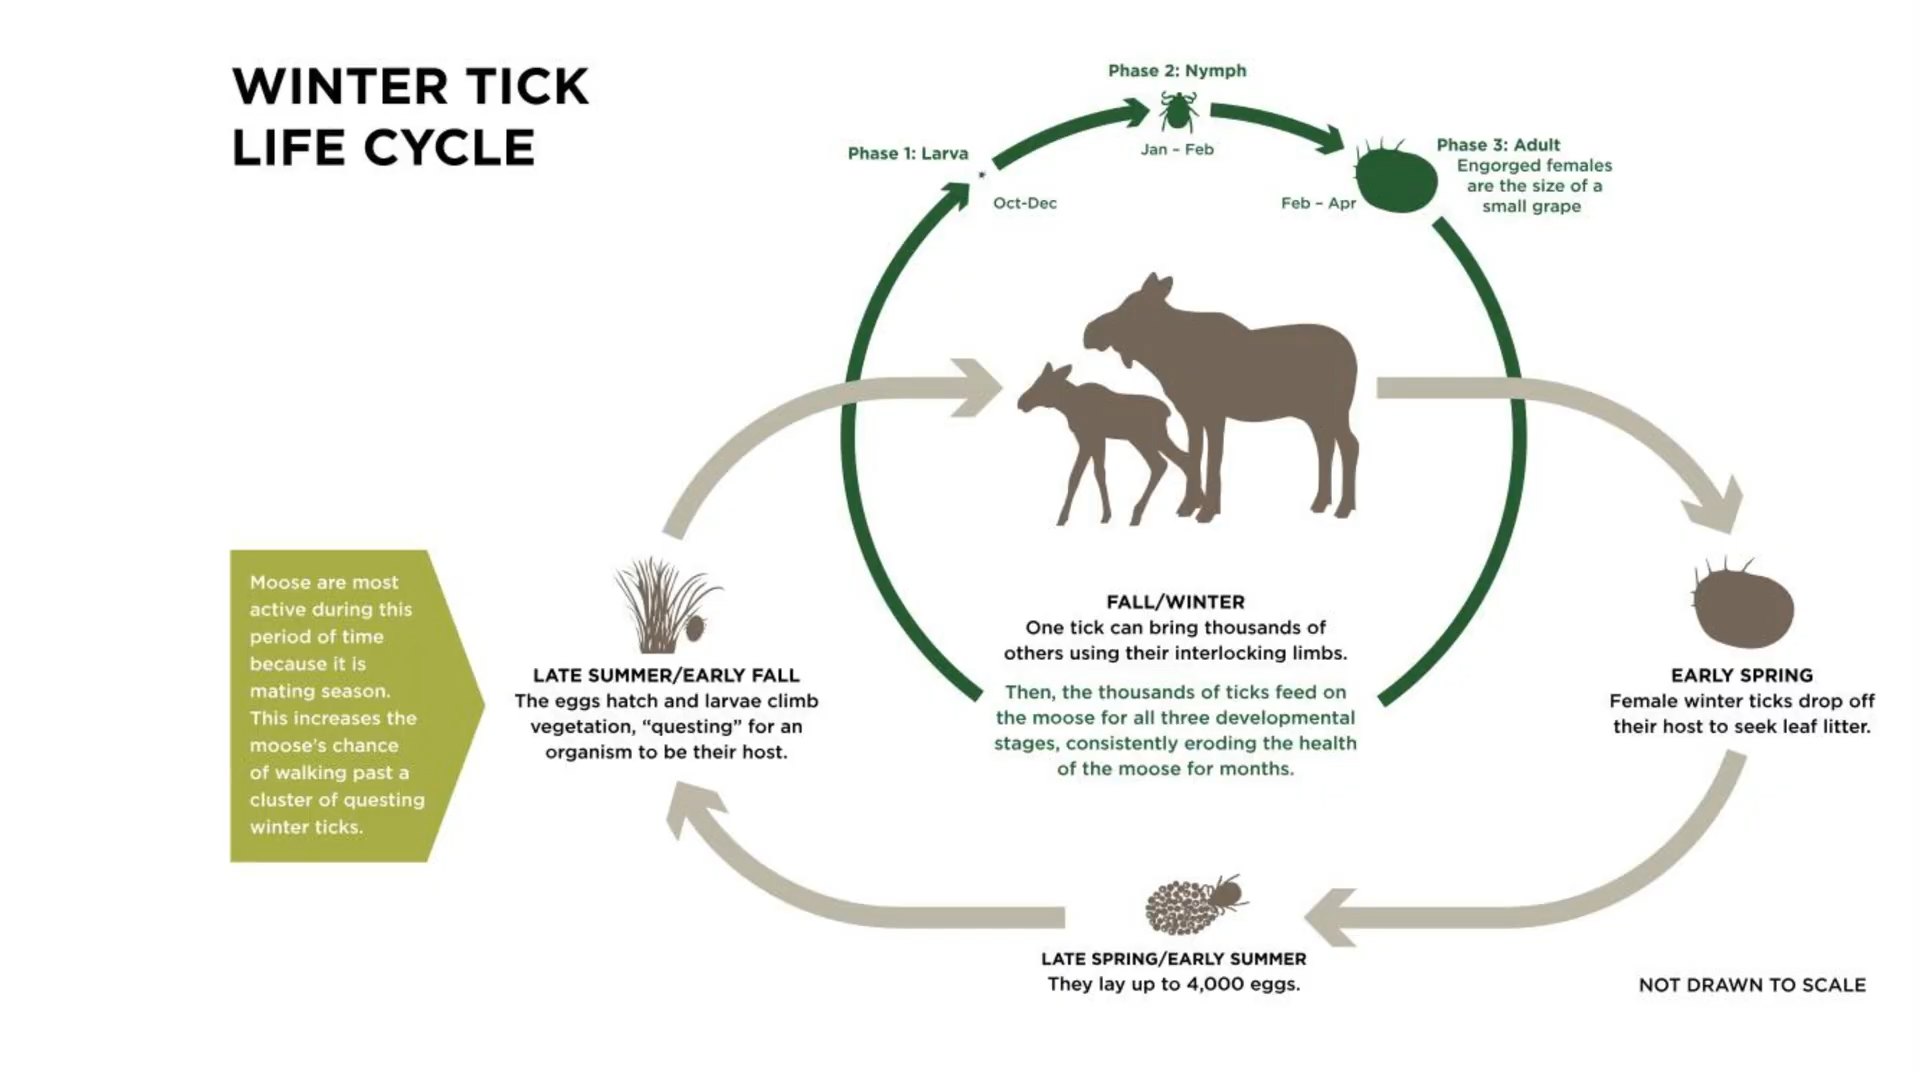 WINTER TICK
LIFE CYCLE
Phase 2: Nymph
Jan – Feb
Phase 1: Larva
Oct-Dec
Phase 3: Adult
Engorged females
are the size of a
small grape
Feb – Apr
Moose are most
active during this
period of time
because it is
mating season.
This increases the
moose's chance
of walking past a
cluster of questing
winter ticks.
LATE SUMMER/EARLY FALL
The eggs hatch and larvae climb
vegetation, “questing” for an
organism to be their host.
FALL/WINTER
One tick can bring thousands of
others using their interlocking limbs.
Then, the thousands of ticks feed on
the moose for all three developmental
stages, consistently eroding the health
of the moose for months.
EARLY SPRING
Female winter ticks drop off
their host to seek leaf litter.
LATE SPRING/EARLY SUMMER
They lay up to 4,000 eggs.
NOT DRAWN TO SCALE